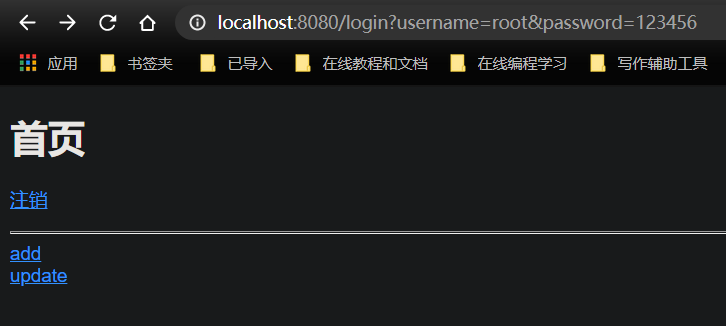 localhost:8080/login?username=root&password=123456
应用 书签夹 已导入 在线教程和文档 在线编程学习 写作辅助工具
首页
注销
add
update